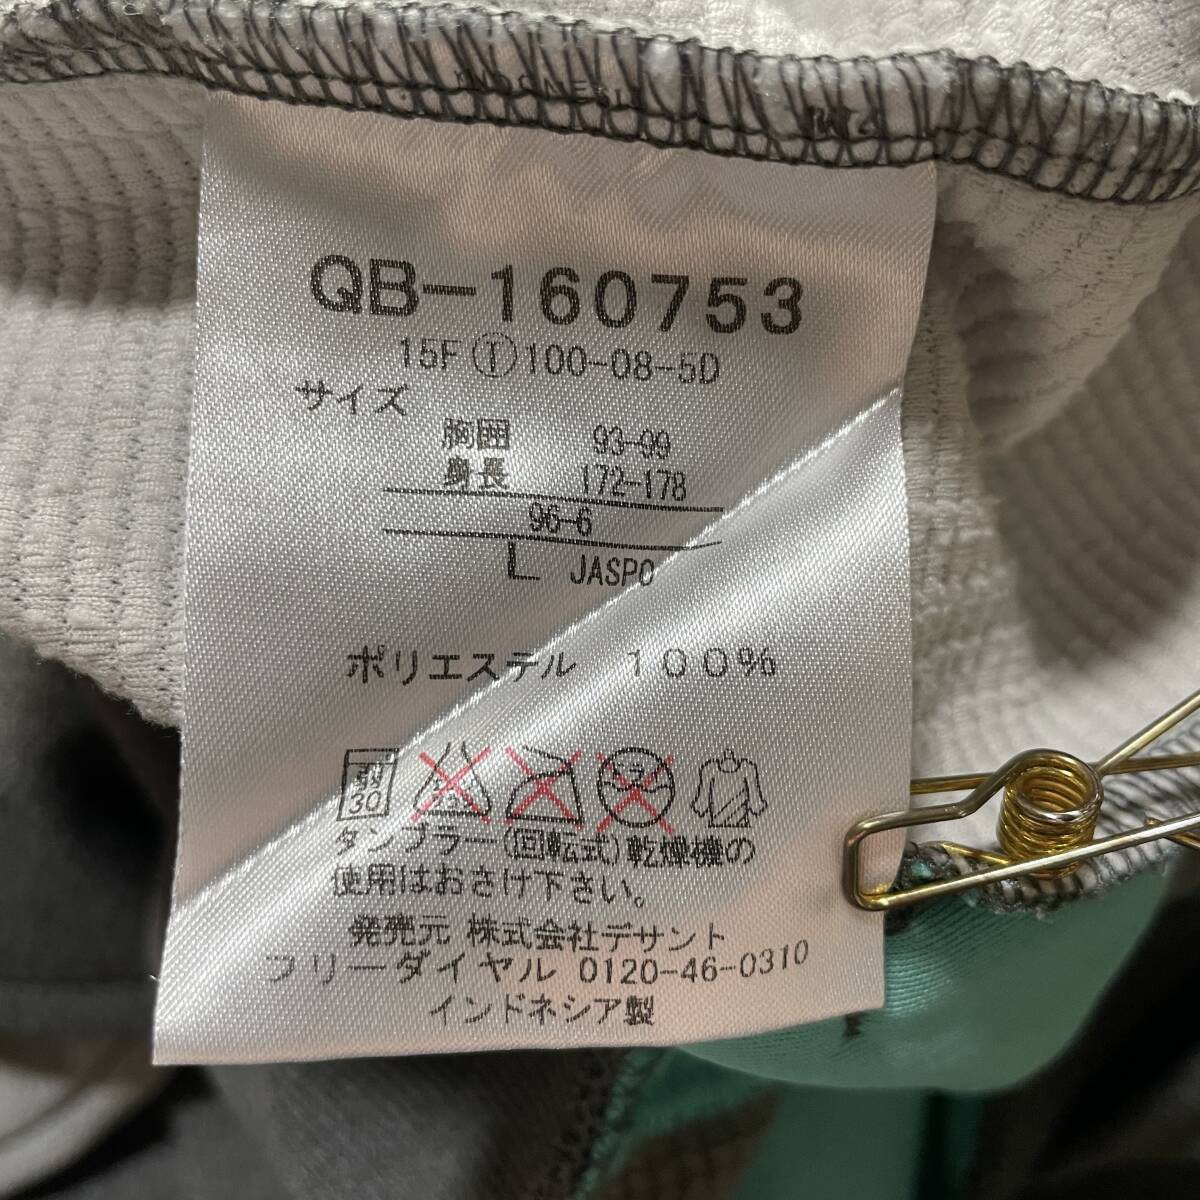 QB-160753
15F①100-08-5D
サイズ
胸囲 93-99
身長 172-178
96-6
L JASPO
ポリエステル 100%
弱 30
タンブラー(回転式)乾燥機の
使用はおさけ下さい。
発売元 株式会社デサント
フリーダイヤル 0120-46-0310
インドネシア製